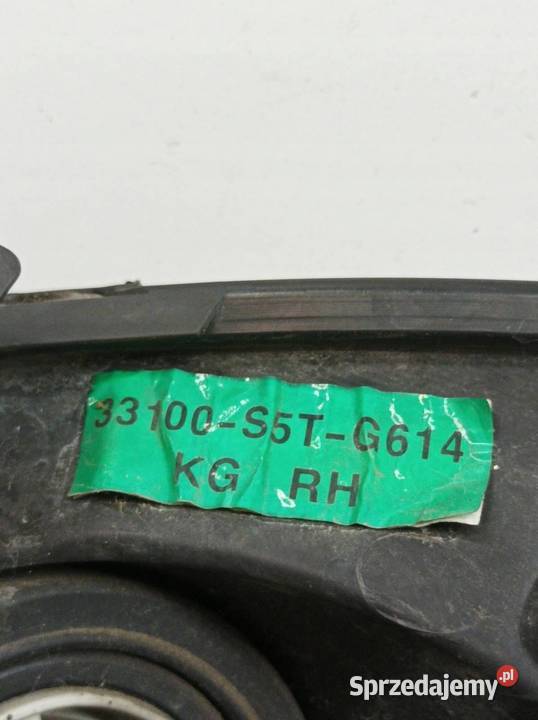 33100-S5T-G614
KG RH
Sprzedajemy.pl